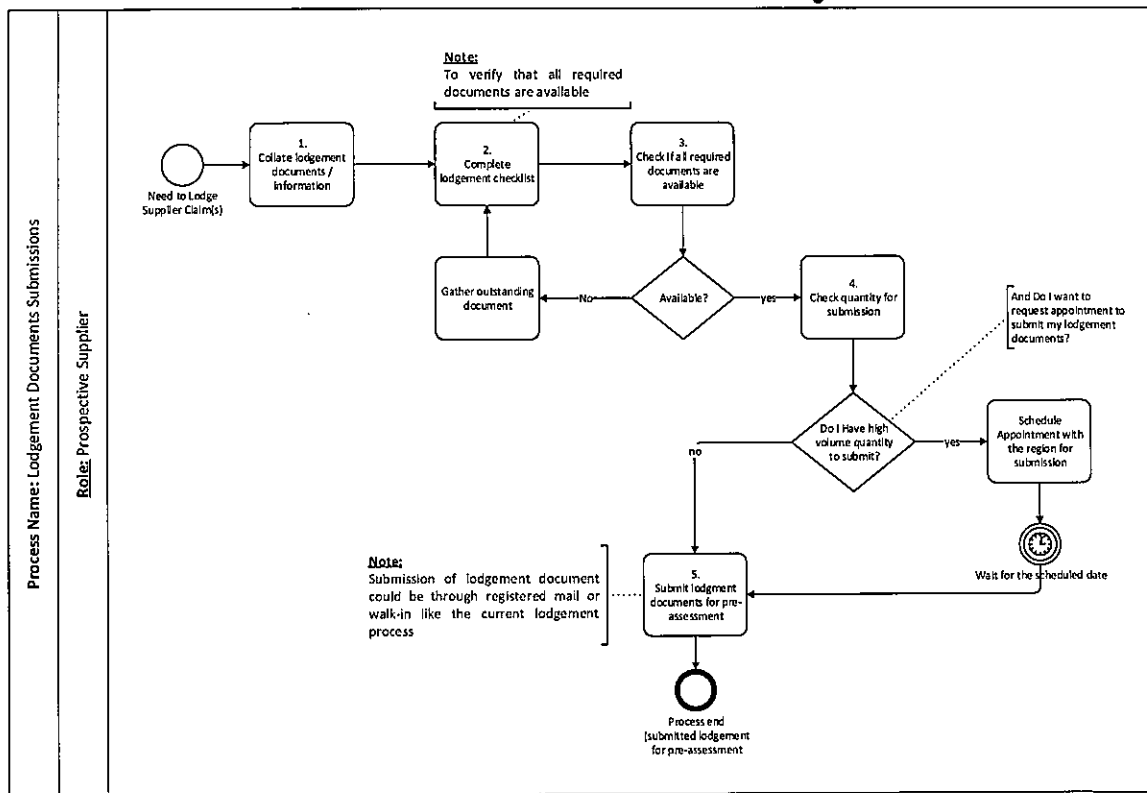 Process Name: Lodgement Documents Submissions
Role: Prospective Supplier
Note:
To verify that all required
documents are available
Need to Lodge
Supplier Claim(s)
1.
Collate lodgement
documents /
information
2.
Complete
lodgement checklist
3.
Check if all required
documents are
available
Gather outstanding
document
No
Available?
yes
4.
Check quantity for
submission
And Do I want to
request appointment to
submit my lodgement
documents?
Do I Have high
volume quantity
to submit?
no
yes
Schedule
Appointment with
the region for
submission
Wait for the scheduled date
Note:
Submission of lodgement document
could be through registered mail or
walk-in like the current lodgement
process
5.
Submit lodgment
documents for pre-
assessment
Process end
(submitted lodgement
for pre-assessment